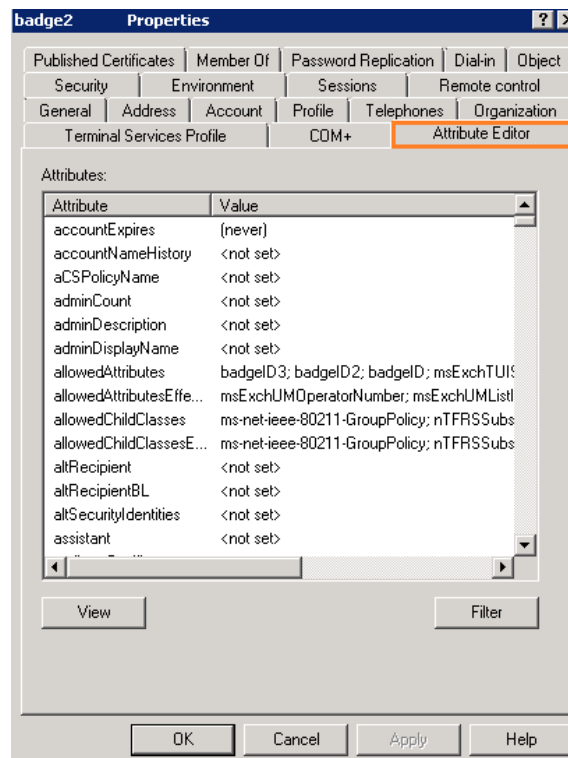 badge2 Properties
Published Certificates Member Of Password Replication Dial-in Object
Security Environment Sessions Remote control
General Address Account Profile Telephones Organization
Terminal Services Profile COM+ Attribute Editor
Attributes:
Attribute Value
accountExpires (never)
accountNameHistory <not set>
aCSPolicyName <not set>
adminCount <not set>
adminDescription <not set>
adminDisplayName <not set>
allowedAttributes badgeID3; badgeID2; badgeID; msExchTUIS
allowedAttributesEffe... msExchUMOperatorNumber; msExchUMListI
allowedChildClasses ms-net-ieee-80211-GroupPolicy; nTFRSSubs
allowedChildClassesE... ms-net-ieee-80211-GroupPolicy; nTFRSSubs
altRecipient <not set>
altRecipientBL <not set>
altSecurityIdentities <not set>
assistant <not set>
View Filter
OK Cancel Apply Help